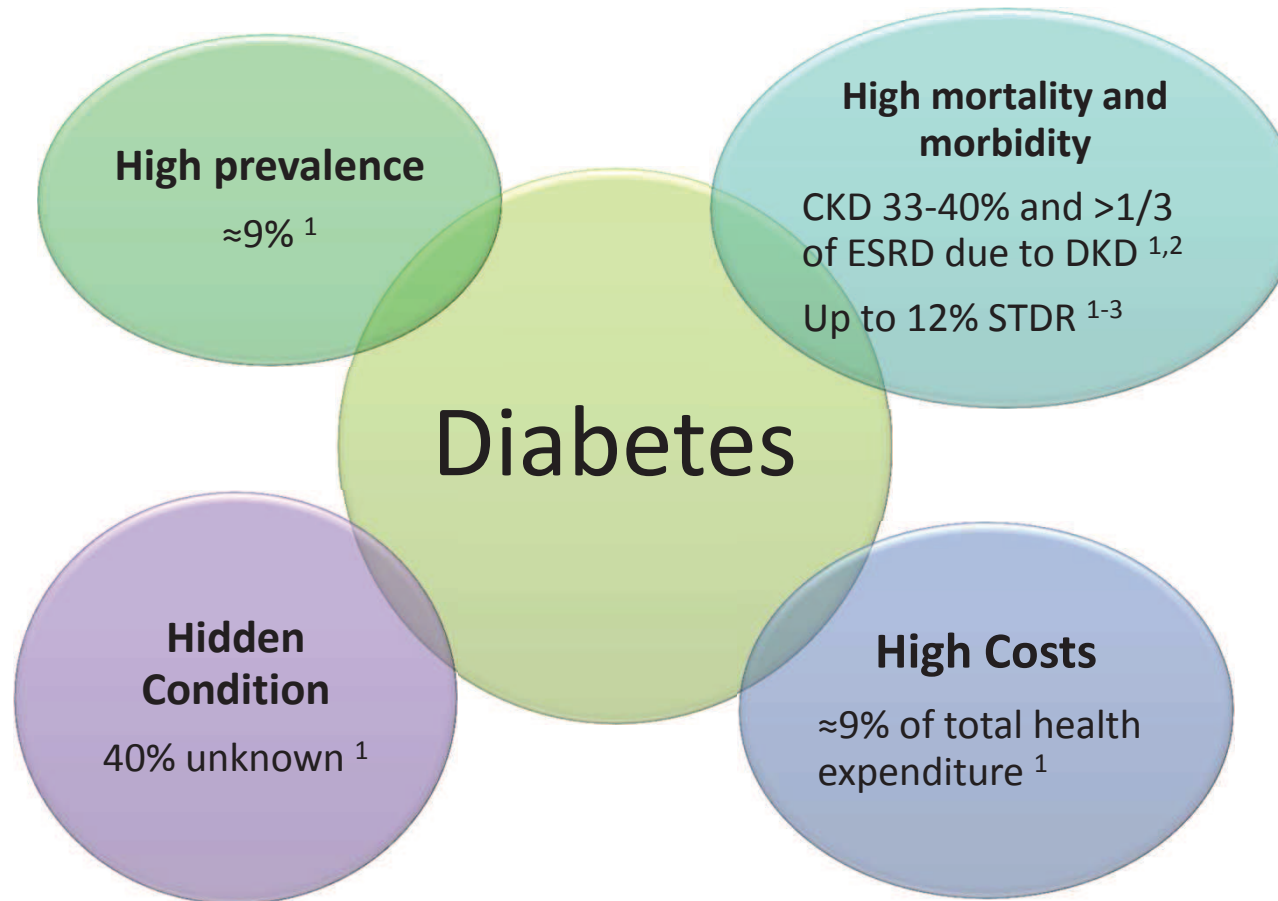 High prevalence
≈9% ¹
High mortality and
morbidity
CKD 33-40% and >1/3
of ESRD due to DKD ¹,²
Up to 12% STDR ¹-³
Diabetes
Hidden
Condition
40% unknown ¹
High Costs
≈9% of total health
expenditure ¹